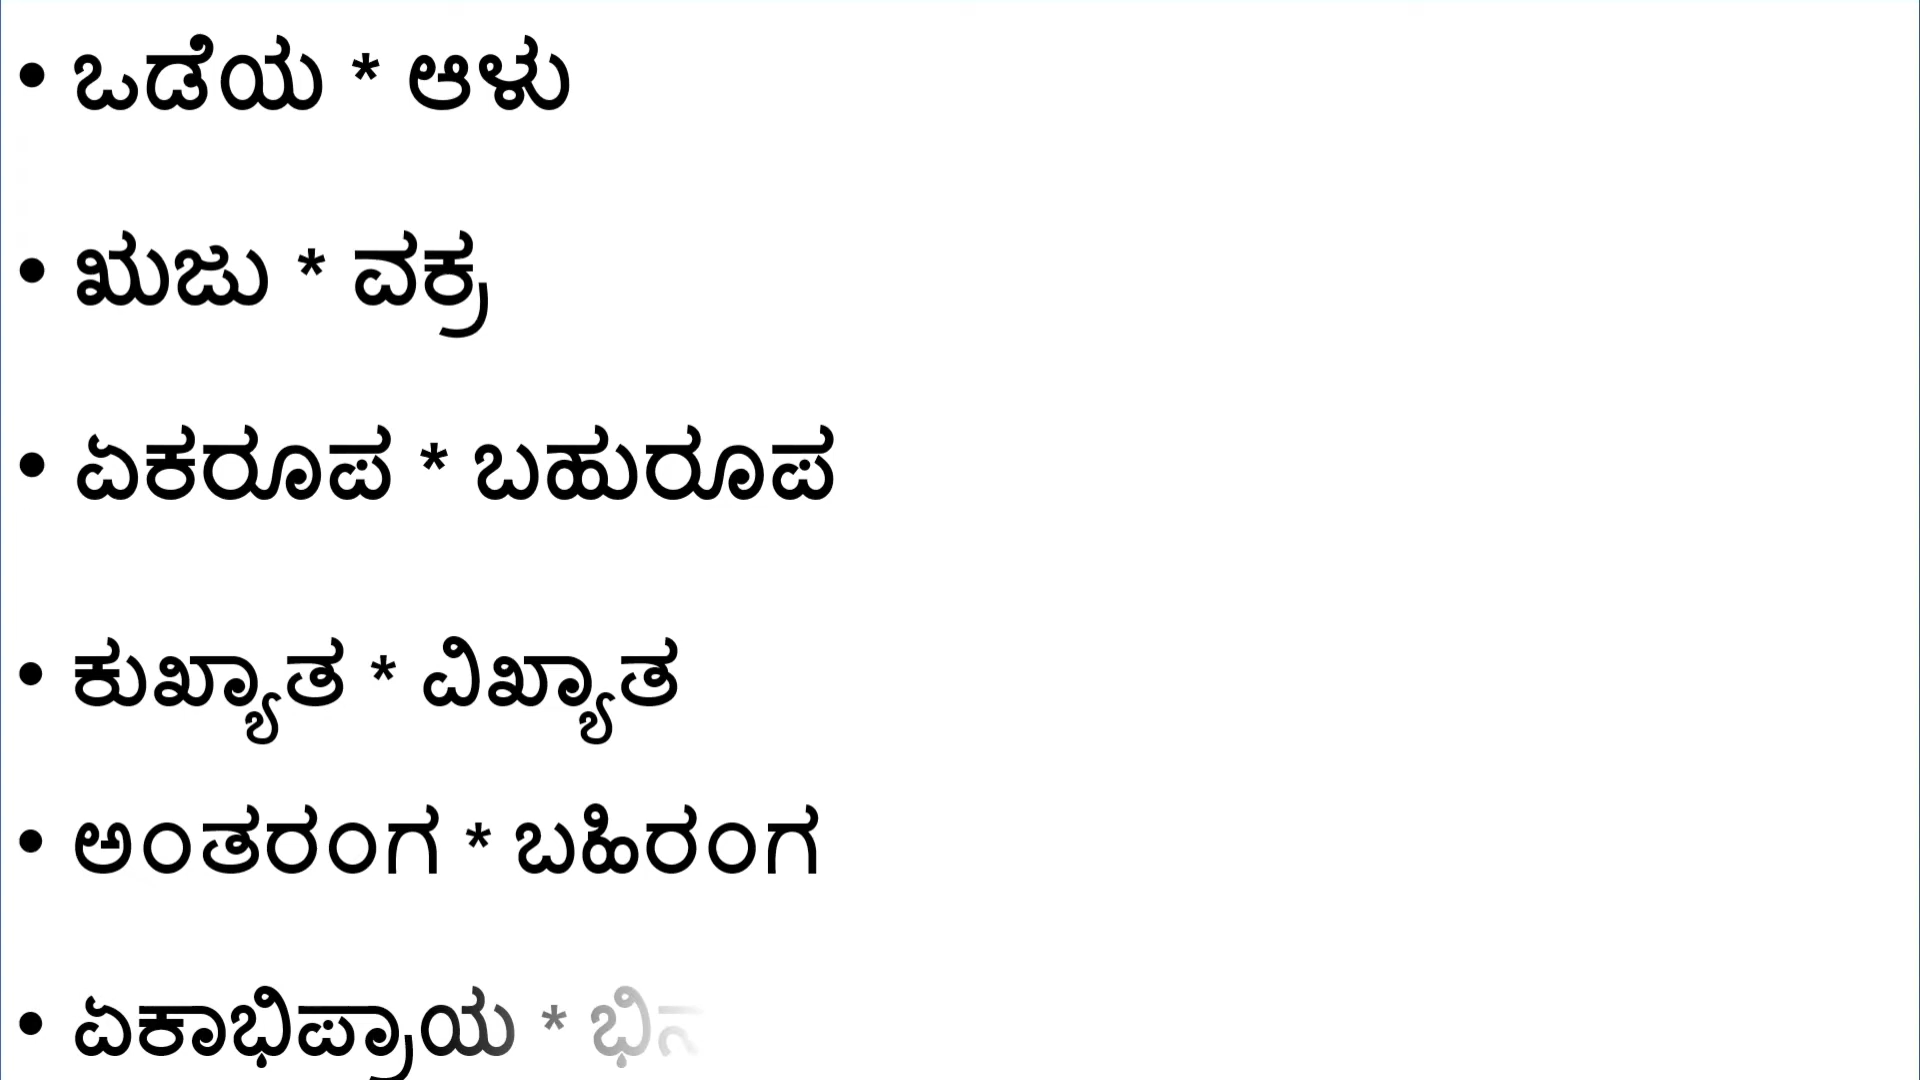 • ಒಡೆಯ * ಆಳು
• ಋಜು * ವಕ್ರ
• ಏಕರೂಪ * ಬಹುರೂಪ
• ಕುಖ್ಯಾತ * ವಿಖ್ಯಾತ
• ಅಂತರಂಗ * ಬಹಿರಂಗ
• ಏಕಾಭಿಪ್ರಾಯ *